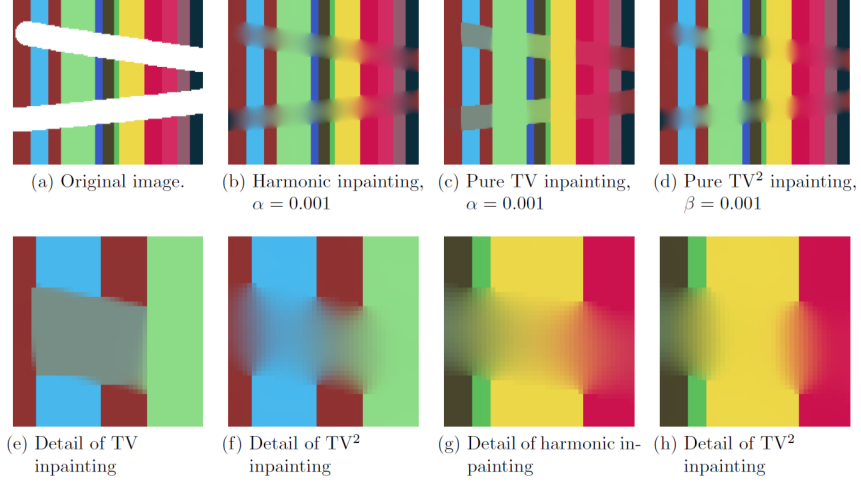 (a) Original image.
(b) Harmonic inpainting,
α = 0.001
(c) Pure TV inpainting,
α = 0.001
(d) Pure TV² inpainting,
β = 0.001
(e) Detail of TV
inpainting
(f) Detail of TV²
inpainting
(g) Detail of harmonic in-
painting
(h) Detail of TV²
inpainting